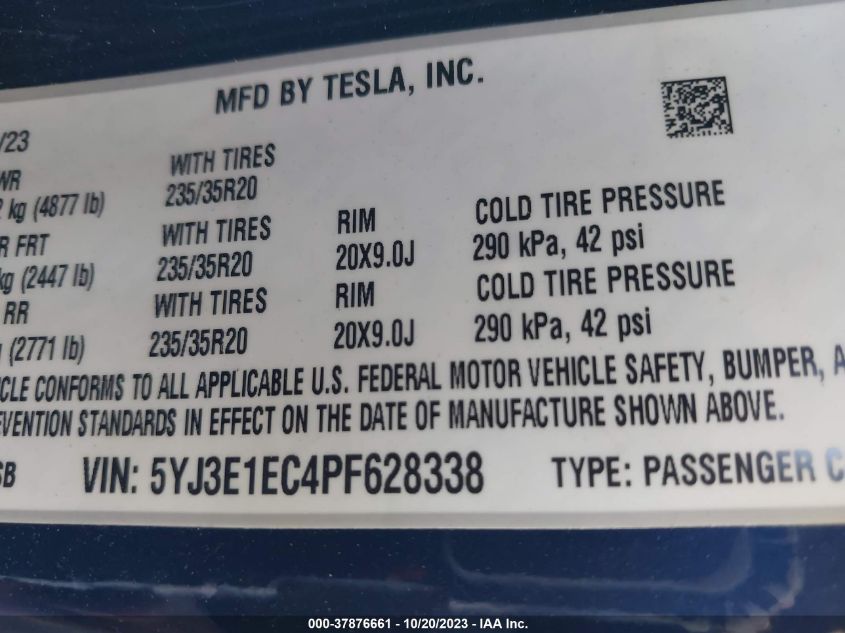 MFD BY TESLA, INC.
/23
WR WITH TIRES
2 kg (4877 lb) 235/35R20
R FRT WITH TIRES RIM COLD TIRE PRESSURE
kg (2447 lb) 235/35R20 20X9.0J 290 kPa, 42 psi
RR WITH TIRES RIM COLD TIRE PRESSURE
g (2771 lb) 235/35R20 20X9.0J 290 kPa, 42 psi
ICLE CONFORMS TO ALL APPLICABLE U.S. FEDERAL MOTOR VEHICLE SAFETY, BUMPER, A
EVENTION STANDARDS IN EFFECT ON THE DATE OF MANUFACTURE SHOWN ABOVE.
SB VIN: 5YJ3E1EC4PF628338 TYPE: PASSENGER C
000-37876661 - 10/20/2023 - IAA Inc.